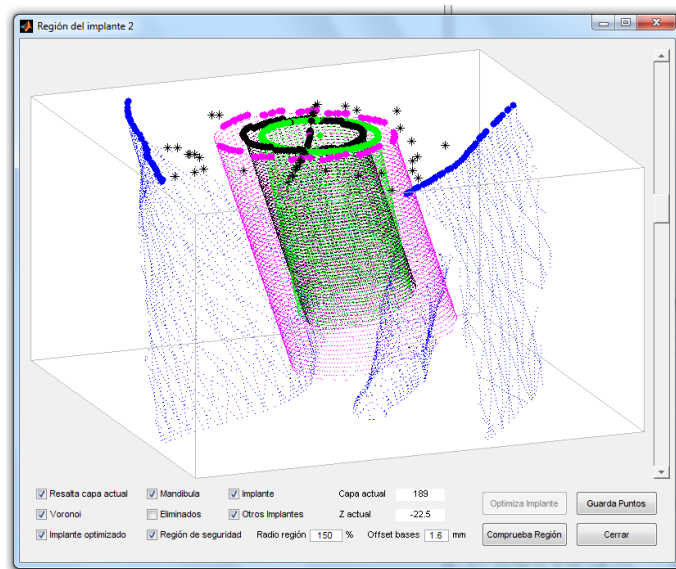 Región del implante 2
Resalta capa actual Mandibula Implante Capa actual 189 Optimiza Implante Guarda Puntos
Voronoi Eliminados Otros Implantes Z actual -22.5
Implante optimizado Región de seguridad Radio región 150 % Offset bases 1.6 mm Comprueba Región Cerrar